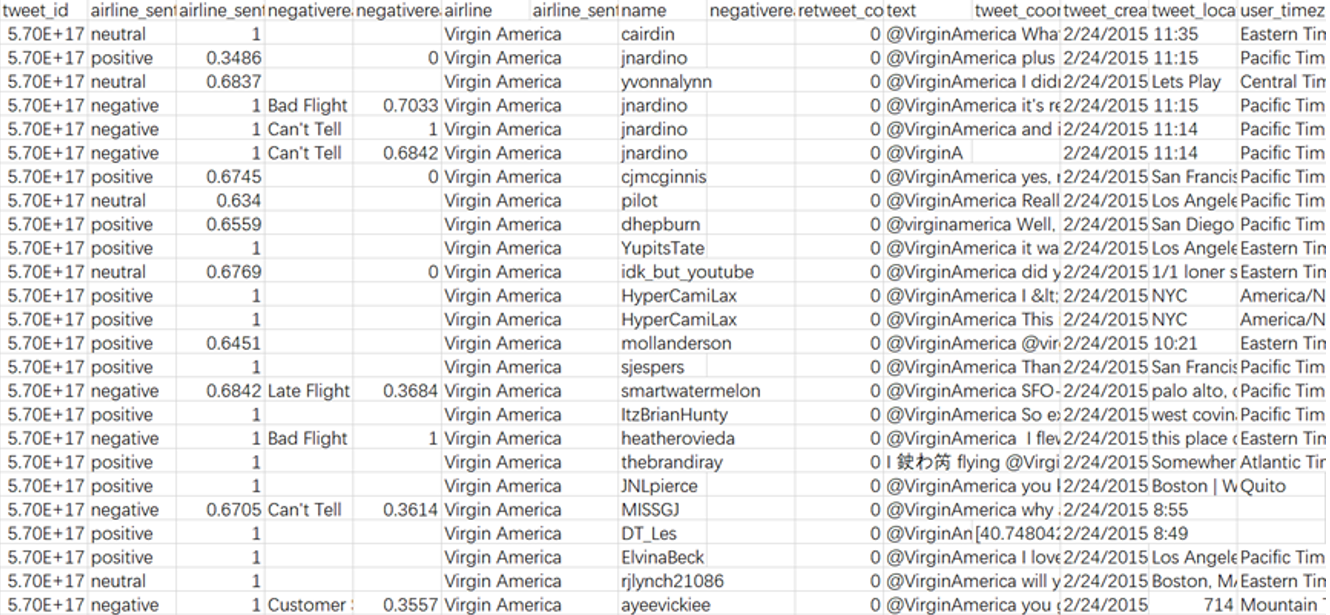 tweet_id airline_sent airline_sent negativere negativere airline airline_sent name negativere retweet_co text tweet_coor tweet_crea tweet_loca user_timez
5.70E+17 neutral 1 Virgin America cairdin 0 @VirginAmerica Wha 2/24/2015 11:35 Eastern Tim
5.70E+17 positive 0.3486 0 Virgin America jnardino 0 @VirginAmerica plus 2/24/2015 11:15 Pacific Tim
5.70E+17 neutral 0.6837 Virgin America yvonnalynn 0 @VirginAmerica I didn 2/24/2015 Lets Play Central Tim
5.70E+17 negative 1 Bad Flight 0.7033 Virgin America jnardino 0 @VirginAmerica it's re 2/24/2015 11:15 Pacific Tim
5.70E+17 negative 1 Can't Tell 1 Virgin America jnardino 0 @VirginAmerica and i 2/24/2015 11:14 Pacific Tim
5.70E+17 negative 1 Can't Tell 0.6842 Virgin America jnardino 0 @VirginA 2/24/2015 11:14 Pacific Tim
5.70E+17 positive 0.6745 0 Virgin America cjmcginnis 0 @VirginAmerica yes, 2/24/2015 San Francis Pacific Tim
5.70E+17 neutral 0.634 Virgin America pilot 0 @VirginAmerica Reall 2/24/2015 Los Angele Pacific Tim
5.70E+17 positive 0.6559 Virgin America dhepburn 0 @virginamerica Well, 2/24/2015 San Diego Pacific Tim
5.70E+17 positive 1 Virgin America YupitsTate 0 @VirginAmerica it wa 2/24/2015 Los Angele Eastern Tim
5.70E+17 neutral 0.6769 0 Virgin America idk_but_youtube 0 @VirginAmerica did y 2/24/2015 1/1 loner s Eastern Tim
5.70E+17 positive 1 Virgin America HyperCamiLax 0 @VirginAmerica I &lt; 2/24/2015 NYC America/N
5.70E+17 positive 1 Virgin America HyperCamiLax 0 @VirginAmerica This 2/24/2015 NYC America/N
5.70E+17 positive 0.6451 Virgin America mollanderson 0 @VirginAmerica @vir 2/24/2015 10:21 Eastern Tim
5.70E+17 positive 1 Virgin America sjespers 0 @VirginAmerica Than 2/24/2015 San Francis Pacific Tim
5.70E+17 negative 0.6842 Late Flight 0.3684 Virgin America smartwatermelon 0 @VirginAmerica SFO- 2/24/2015 palo alto, c Pacific Tim
5.70E+17 positive 1 Virgin America ItzBrianHunty 0 @VirginAmerica So ex 2/24/2015 west covin Pacific Tim
5.70E+17 negative 1 Bad Flight 1 Virgin America heatherovieda 0 @VirginAmerica I flew 2/24/2015 this place c Eastern Tim
5.70E+17 positive 1 Virgin America thebrandiray 0 I 鉂わ笍 flying @Virgi 2/24/2015 Somewher Atlantic Tim
5.70E+17 positive 1 Virgin America JNLpierce 0 @VirginAmerica you 2/24/2015 Boston | W Quito
5.70E+17 negative 0.6705 Can't Tell 0.3614 Virgin America MISSGJ 0 @VirginAmerica why 2/24/2015 8:55
5.70E+17 positive 1 Virgin America DT_Les 0 @VirginAn [40.748042 2/24/2015 8:49
5.70E+17 positive 1 Virgin America ElvinaBeck 0 @VirginAmerica I love 2/24/2015 Los Angele Pacific Tim
5.70E+17 neutral 1 Virgin America rjlynch21086 0 @VirginAmerica will y 2/24/2015 Boston, MA Eastern Tim
5.70E+17 negative 1 Customer 0.3557 Virgin America ayeevickiee 0 @VirginAmerica you g 2/24/2015 714 Mountain